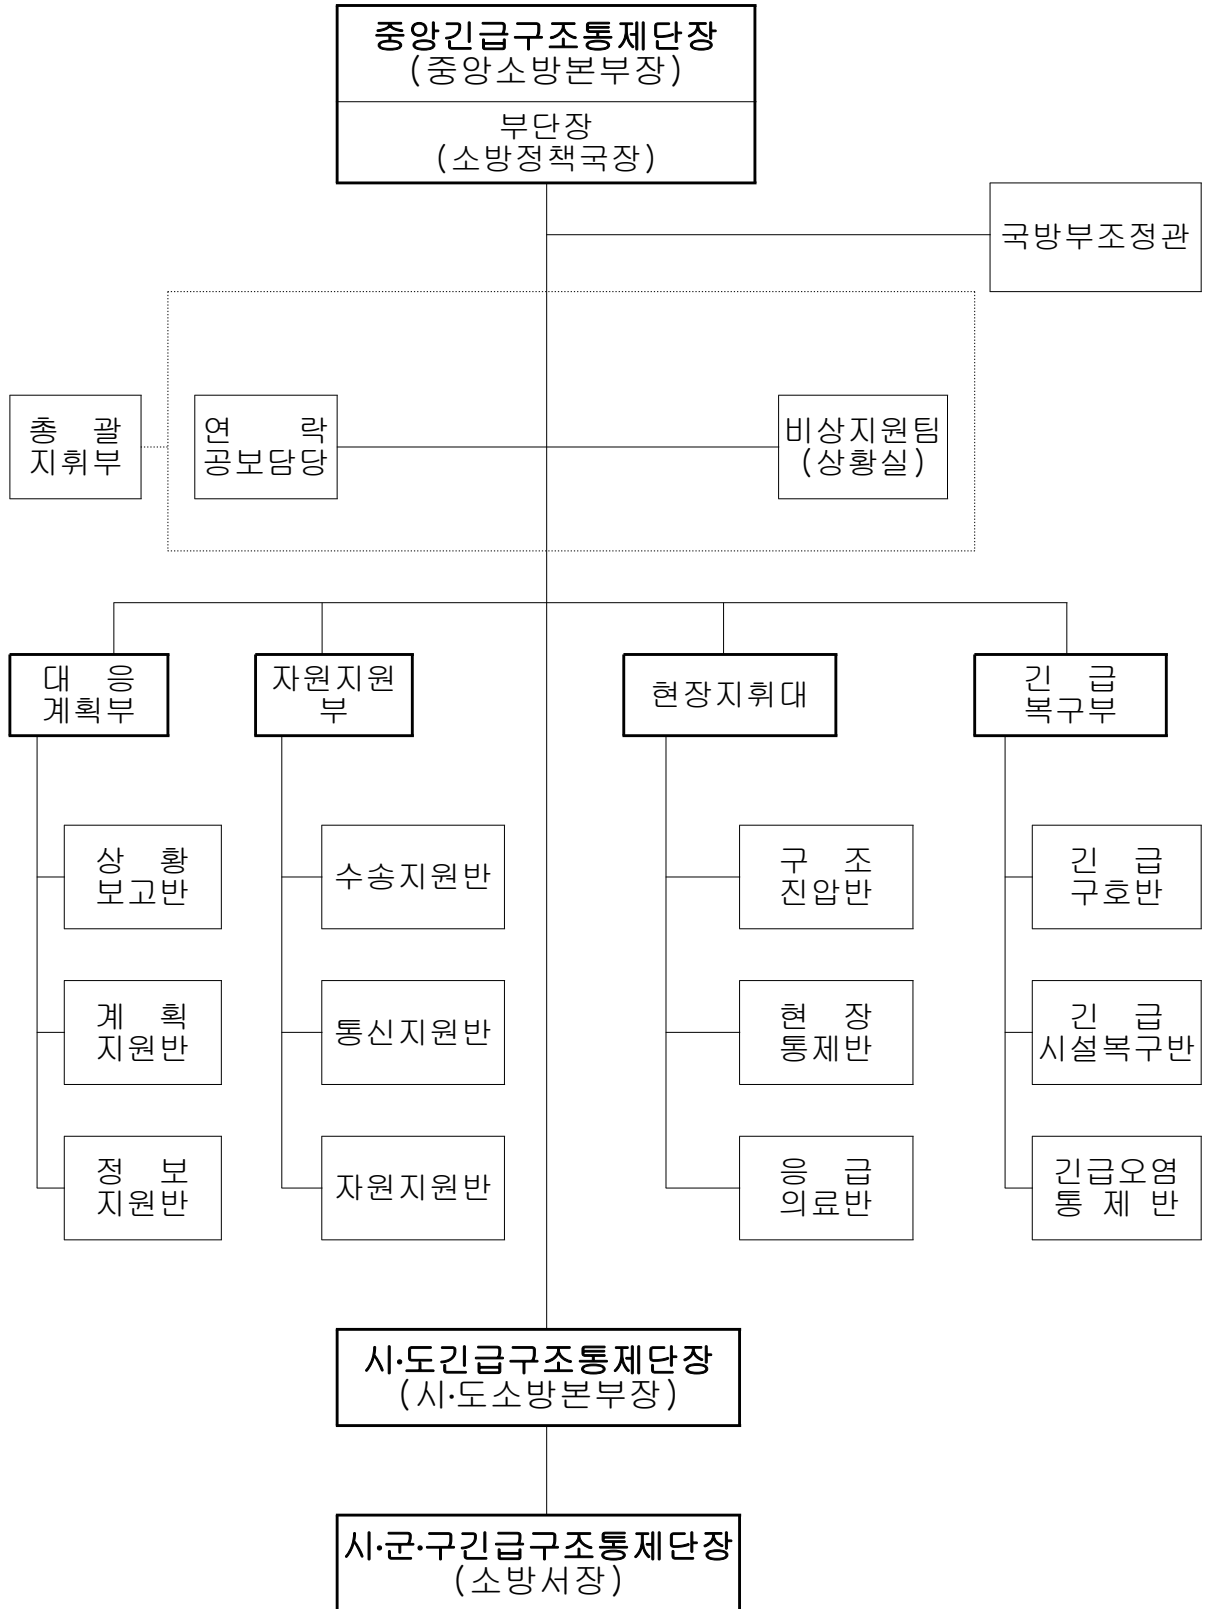 중앙긴급구조통제단장
(중앙소방본부장)
부단장
(소방정책국장)
국방부조정관
총 괄
지휘부
연 락
공보담당
비상지원팀
(상황실)
대 응
계획부
자원지원
부
현장지휘대
긴 급
복구부
상 황
보고반
수송지원반
구 조
진압반
긴 급
구호반
계 획
지원반
통신지원반
현 장
통제반
긴 급
시설복구반
정 보
지원반
자원지원반
응 급
의료반
긴급오염
통 제 반
시·도긴급구조통제단장
(시·도소방본부장)
시·군·구긴급구조통제단장
(소방서장)